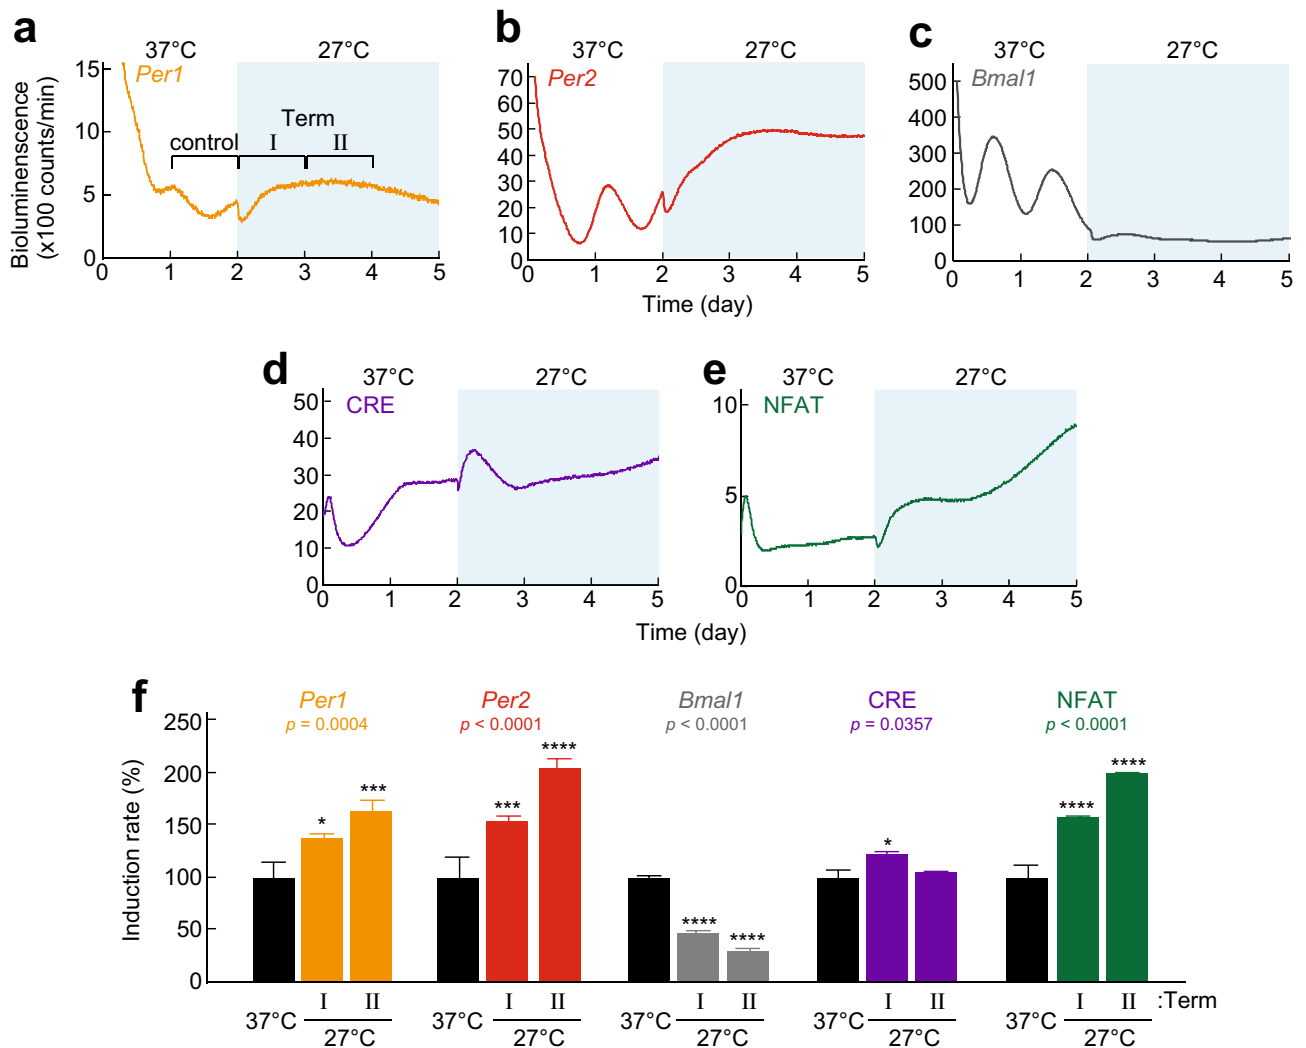 a
37°C 27°C
Per1
Bioluminenscence
(x100 counts/min)
15
10
5
0
control
Term
I II
0 1 2 3 4 5
b
37°C 27°C
Per2
70
60
50
40
30
20
10
0
0 1 2 3 4 5
Time (day)
c
37°C 27°C
Bmal1
500
400
300
200
100
0
0 1 2 3 4 5
d
37°C 27°C
CRE
50
40
30
20
10
0
0 1 2 3 4 5
e
37°C 27°C
NFAT
10
5
0
0 1 2 3 4 5
Time (day)
f
Per1 Per2 Bmal1 CRE NFAT
p = 0.0004 p < 0.0001 p < 0.0001 p = 0.0357 p < 0.0001
Induction rate (%)
250
200
150
100
50
0
* *** *** **** **** **** * **** ****
I II I II I II I II I II :Term
37°C 37°C 37°C 37°C 37°C
27°C 27°C 27°C 27°C 27°C